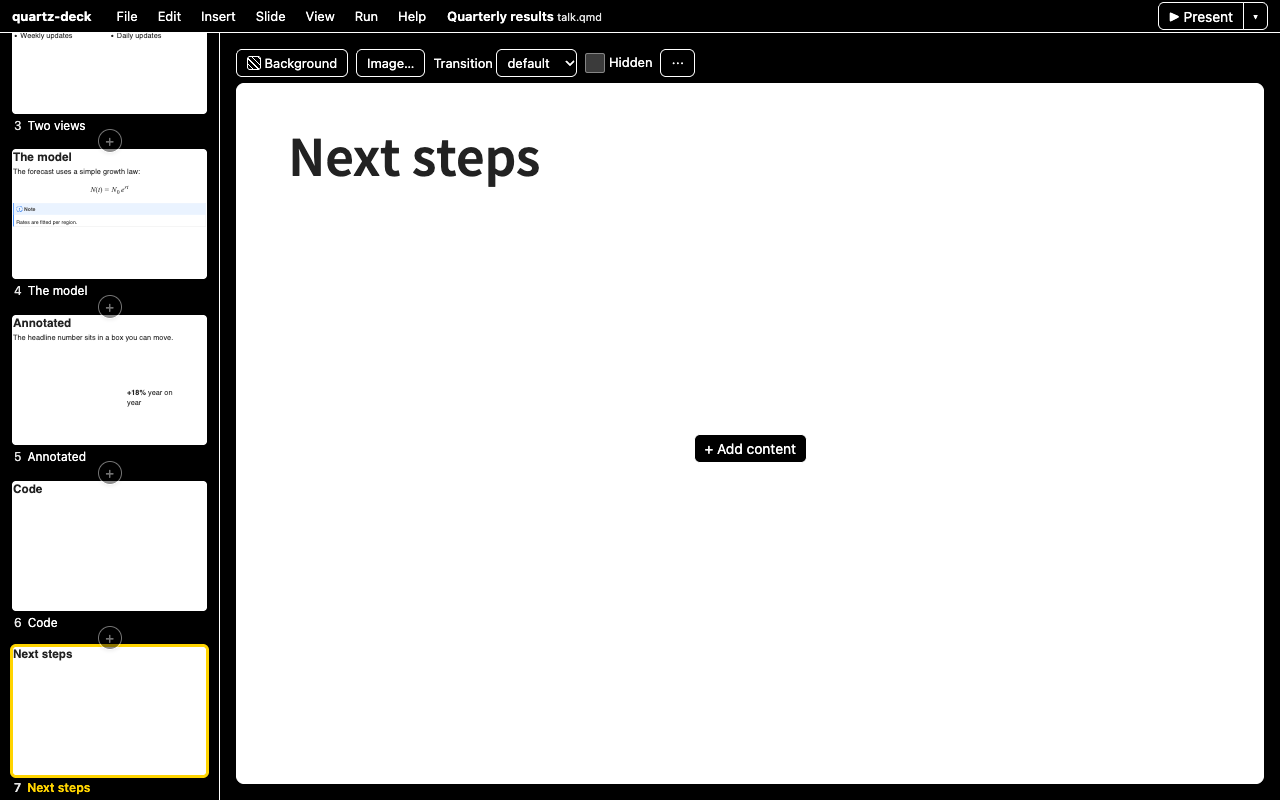 quartz-deck File Edit Insert Slide View Run Help Quarterly results talk.qmd ▶ Present ▾
• Weekly updates • Daily updates
3 Two views
+
The model
The forecast uses a simple growth law:
N(t) = N₀ eʳᵗ
Note
Rates are fitted per region.
4 The model
+
Annotated
The headline number sits in a box you can move.
+18% year on
year
5 Annotated
+
Code
6 Code
+
Next steps
7 Next steps
Background Image... Transition default Hidden ...
Next steps
+ Add content